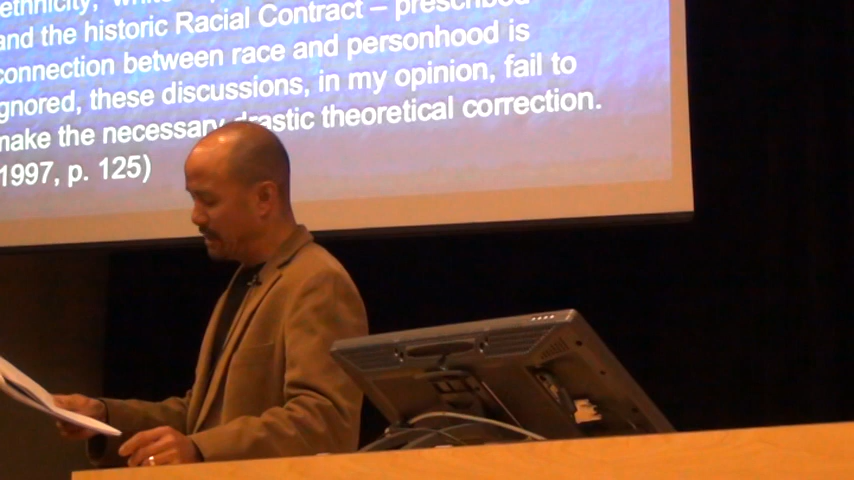 ethnicity,
and the historic Racial Contract – prescribed
connection between race and personhood is
gnored, these discussions, in my opinion, fail to
make the necessary drastic theoretical correction.
1997, p. 125)